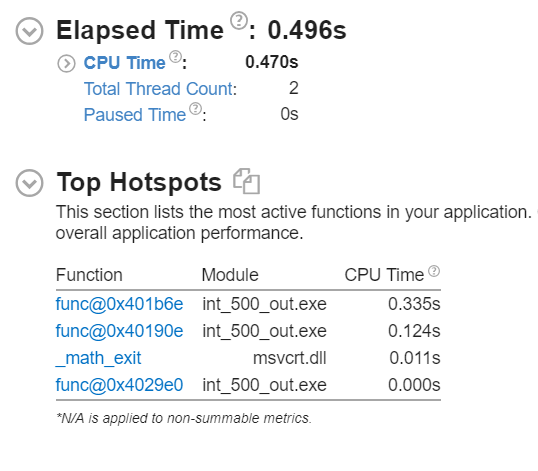 Elapsed Time ?: 0.496s
CPU Time ?: 0.470s
Total Thread Count: 2
Paused Time ?: 0s
Top Hotspots
This section lists the most active functions in your application.
overall application performance.
Function Module CPU Time ?
func@0x401b6e int_500_out.exe 0.335s
func@0x40190e int_500_out.exe 0.124s
_math_exit msvcrt.dll 0.011s
func@0x4029e0 int_500_out.exe 0.000s
*N/A is applied to non-summable metrics.